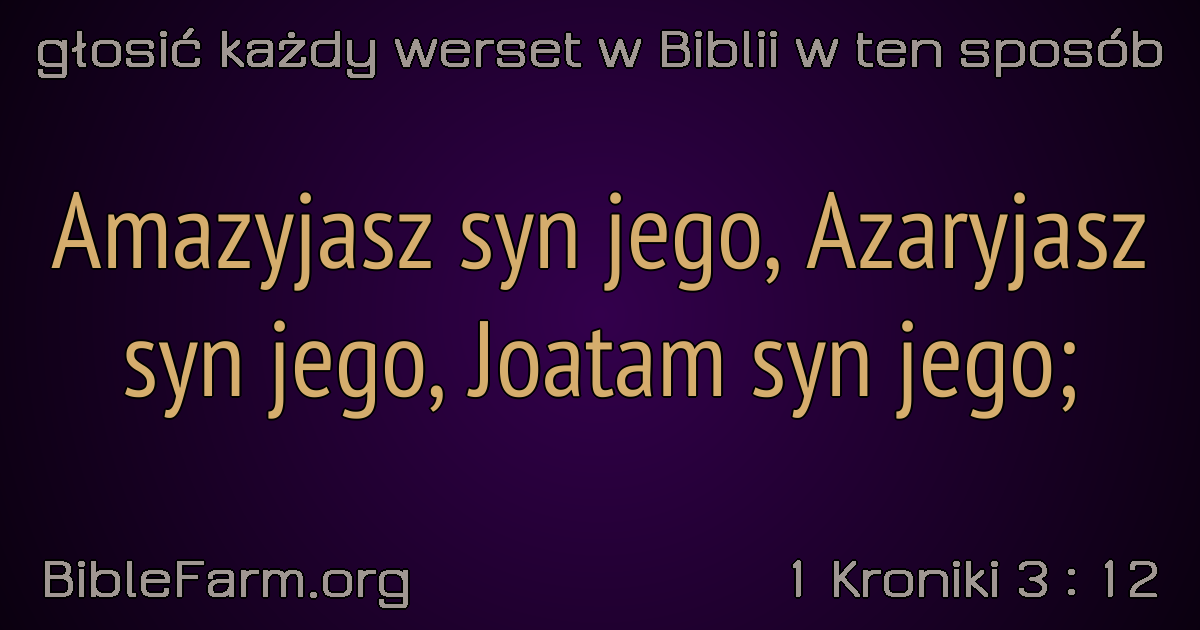 głosić każdy werset w Biblii w ten sposób
Amazyjasz syn jego, Azaryjasz
syn jego, Joatam syn jego;
BibleFarm.org
1 Kroniki 3 : 12